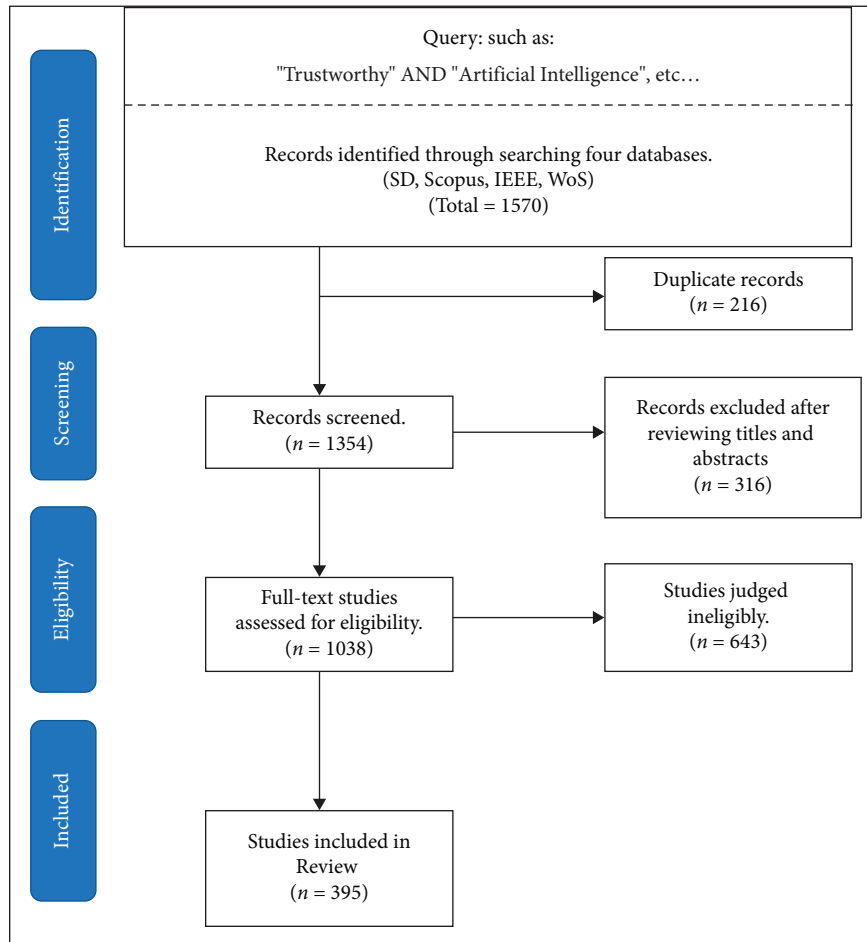 Identification
Query: such as:
"Trustworthy" AND "Artificial Intelligence", etc…
Records identified through searching four databases.
(SD, Scopus, IEEE, WoS)
(Total = 1570)
Duplicate records
(n = 216)
Screening
Records screened.
(n = 1354)
Records excluded after
reviewing titles and
abstracts
(n = 316)
Eligibility
Full-text studies
assessed for eligibility.
(n = 1038)
Studies judged
ineligibly.
(n = 643)
Included
Studies included in
Review
(n = 395)